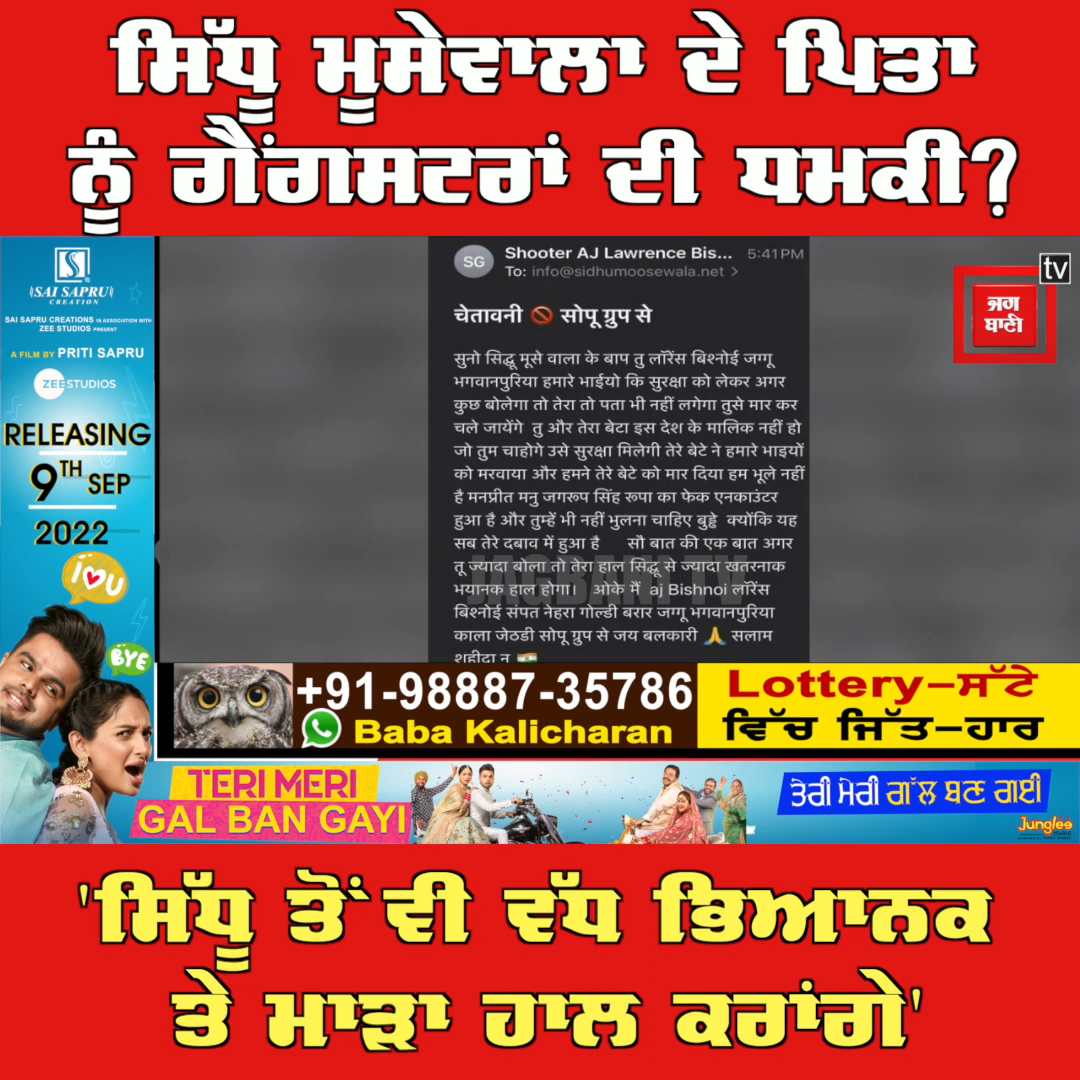 ਸਿੱਧੂ ਮੂਸੇਵਾਲਾ ਦੇ ਪਿਤਾ
ਨੂੰ ਗੈਂਗਸਟਰਾਂ ਦੀ ਧਮਕੀ?
S
SAI SAPRU
CREATION
SAI SAPRU CREATIONS IN ASSOCIATION WITH
ZEE STUDIOS PRESENT
A FILM BY PRITI SAPRU
ZEE STUDIOS
RELEASING
9TH SEP
2022
i ❤ U
BYE
SG
Shooter AJ Lawrence Bis... 5:41 PM
To: info@sidhumoosewala.net >
चेतावनी 🚫 सोपू ग्रुप से
सुनो सिद्धू मूसे वाला के बाप तु लॉरेंस बिश्नोई जग्गू
भगवानपुरिया हमारे भाईयो कि सुरक्षा को लेकर अगर
कुछ बोलेगा तो तेरा तो पता भी नहीं लगेगा तुसे मार कर
चले जायेंगे तु और तेरा बेटा इस देश के मालिक नहीं हो
जो तुम चाहोगे उसे सुरक्षा मिलेगी तेरे बेटे ने हमारे भाइयों
को मरवाया और हमने तेरे बेटे को मार दिया हम भूले नहीं
है मनप्रीत मनु जगरूप सिंह रूपा का फेक एनकाउंटर
हुआ है और तुम्हें भी नहीं भुलना चाहिए बुड्ढे क्योंकि यह
सब तेरे दबाव में हुआ है सौ बात की एक बात अगर
तू ज्यादा बोला तो तेरा हाल सिद्धू से ज्यादा खतरनाक
भयानक हाल होगा। ओके मैं aj Bishnoi लॉरेंस
बिश्नोई संपत नेहरा गोल्डी बरार जग्गू भगवानपुरिया
काला जेठडी सोपू ग्रुप से जय बलकारी 🙏 सलाम
शहीदा न 🇮🇳
JAGBANI TV
tv
ਜਗ
ਬਾਣੀ
+91-98887-35786
Baba Kalicharan
Lottery–ਸੱਟੇ
ਵਿੱਚ ਜਿੱਤ–ਹਾਰ
TERI MERI
GAL BAN GAYI
ਤੇਰੀ ਮੇਰੀ ਗੱਲ ਬਣ ਗਈ
Junglee
'ਸਿੱਧੂ ਤੋਂ ਵੀ ਵੱਧ ਭਿਆਨਕ
ਤੇ ਮਾੜਾ ਹਾਲ ਕਰਾਂਗੇ'